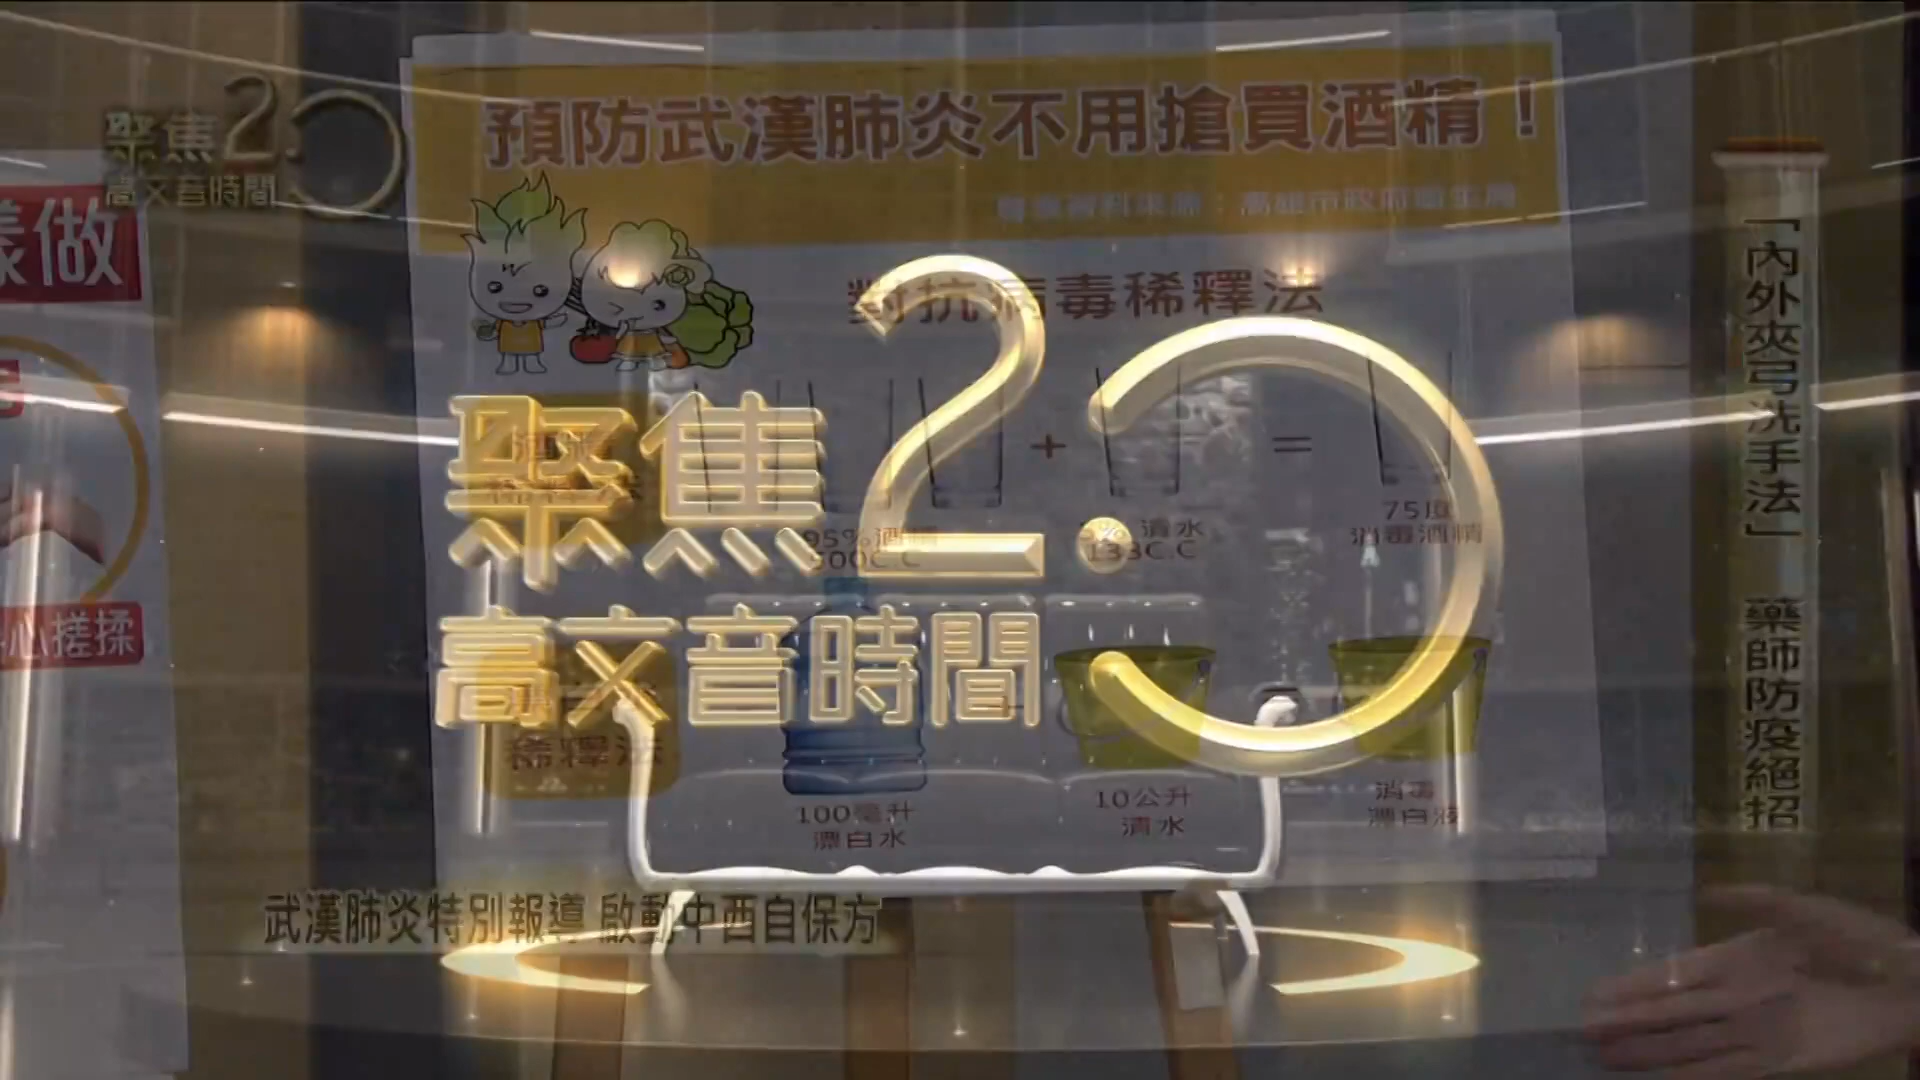 聚焦2.0
高文音時間
預防武漢肺炎不用搶買酒精！
樣做
對抗病毒稀釋法
聚焦2.0
高文音時間
+
=
95%酒精
500C.C
清水
133C.C
75度
消毒酒精
心搓揉
稀釋法
100毫升
漂白水
10公升
清水
消毒
漂白液
「內外夾弓洗手法」 藥師防疫絕招
武漢肺炎特別報導 啟動中西自保方